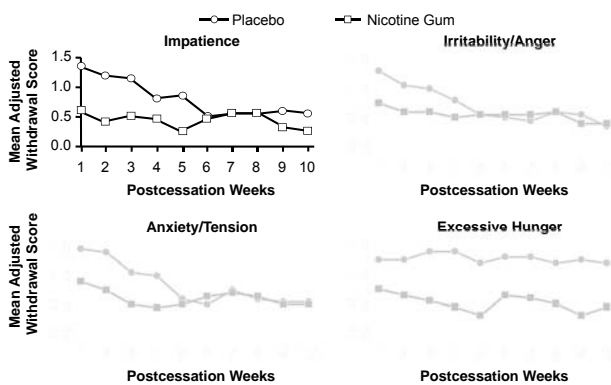 Placebo Nicotine Gum
Impatience
Irritability/Anger
Mean Adjusted
Withdrawal Score
1.5
1.0
0.5
0.0
1 2 3 4 5 6 7 8 9 10
Postcessation Weeks
Postcessation Weeks
Anxiety/Tension
Excessive Hunger
Mean Adjusted
Withdrawal Score
Postcessation Weeks
Postcessation Weeks